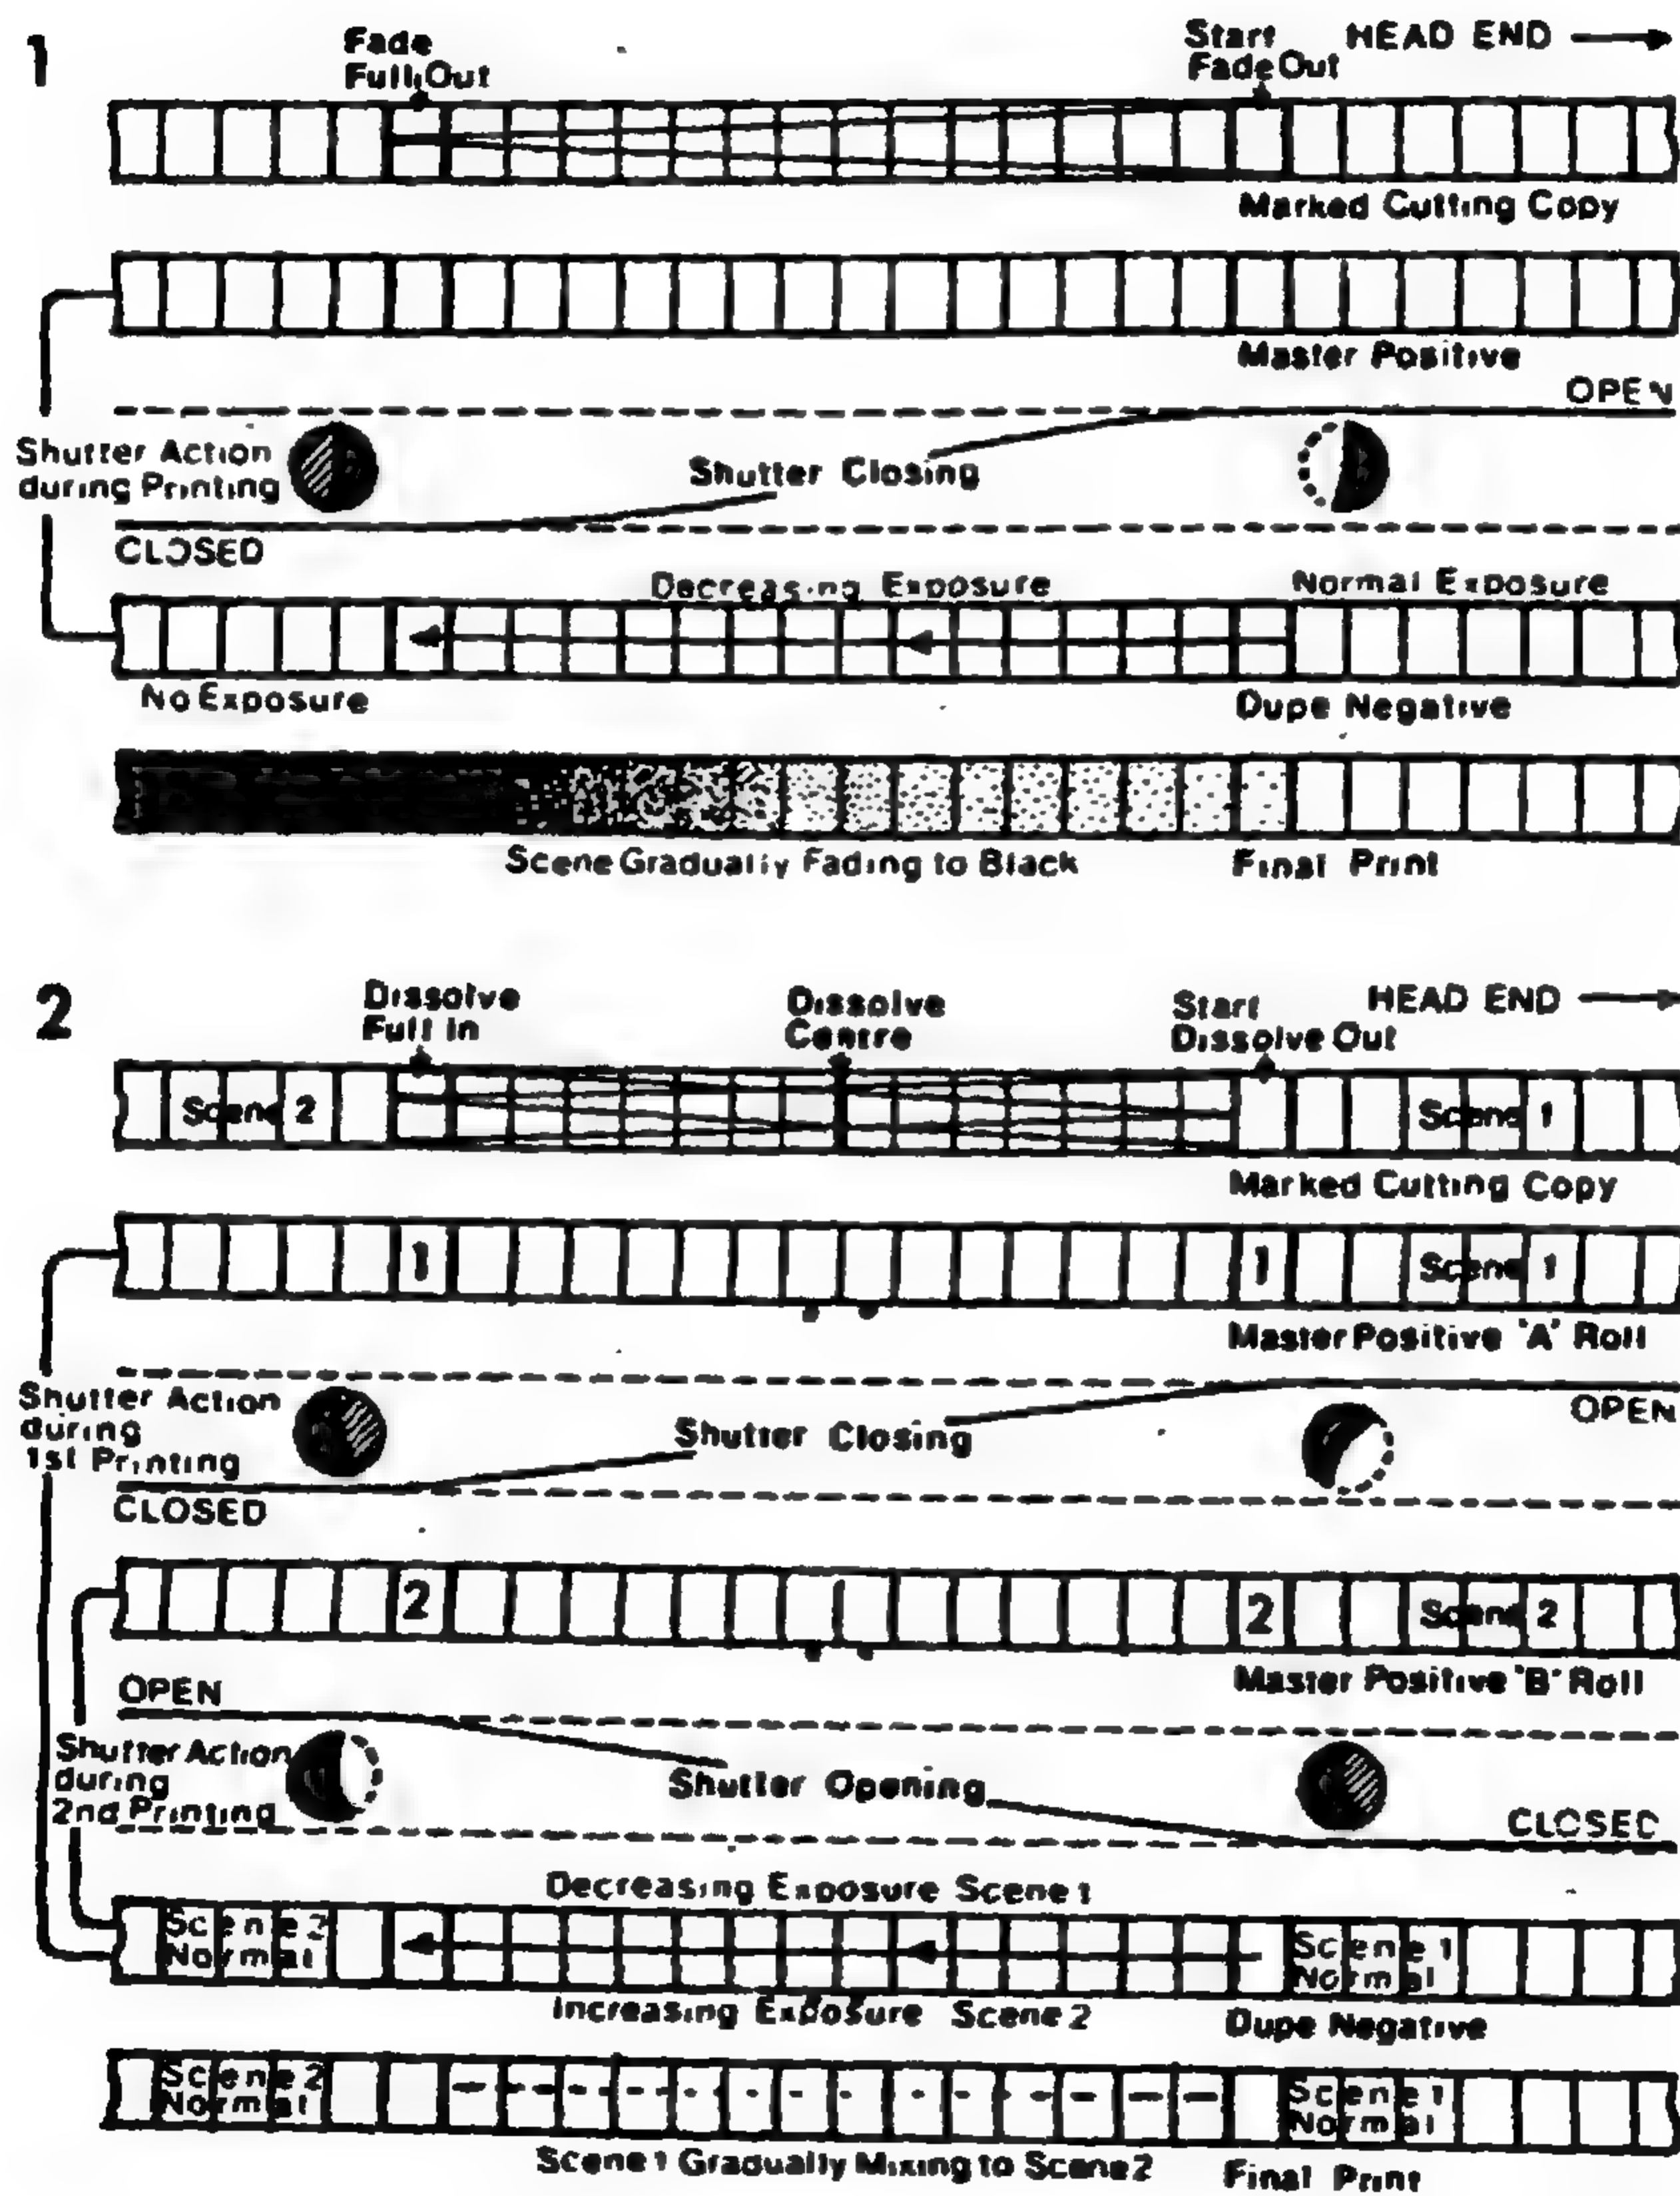 1
Fade
Full Out
Start
Fade Out
HEAD END
Marked Cutting Copy
Master Positive
OPEN
Shutter Action
during Printing
Shutter Closing
CLOSED
Decreasing Exposure
Normal Exposure
No Exposure
Dupe Negative
Scene Gradually Fading to Black
Final Print
2
Dissolve
Full In
Dissolve
Centre
Start
Dissolve Out
HEAD END
Scene 2
Scene 1
Marked Cutting Copy
1
1
Scene 1
Master Positive 'A' Roll
Shutter Action
during
1st Printing
Shutter Closing
OPEN
CLOSED
2
2
Scene 2
Master Positive 'B' Roll
OPEN
Shutter Action
during
2nd Printing
Shutter Opening
CLOSED
Decreasing Exposure Scene 1
Scene 2
Normal
Scene 1
Normal
Increasing Exposure Scene 2
Dupe Negative
Scene 2
Normal
Scene 1
Normal
Scene 1 Gradually Mixing to Scene 2
Final Print